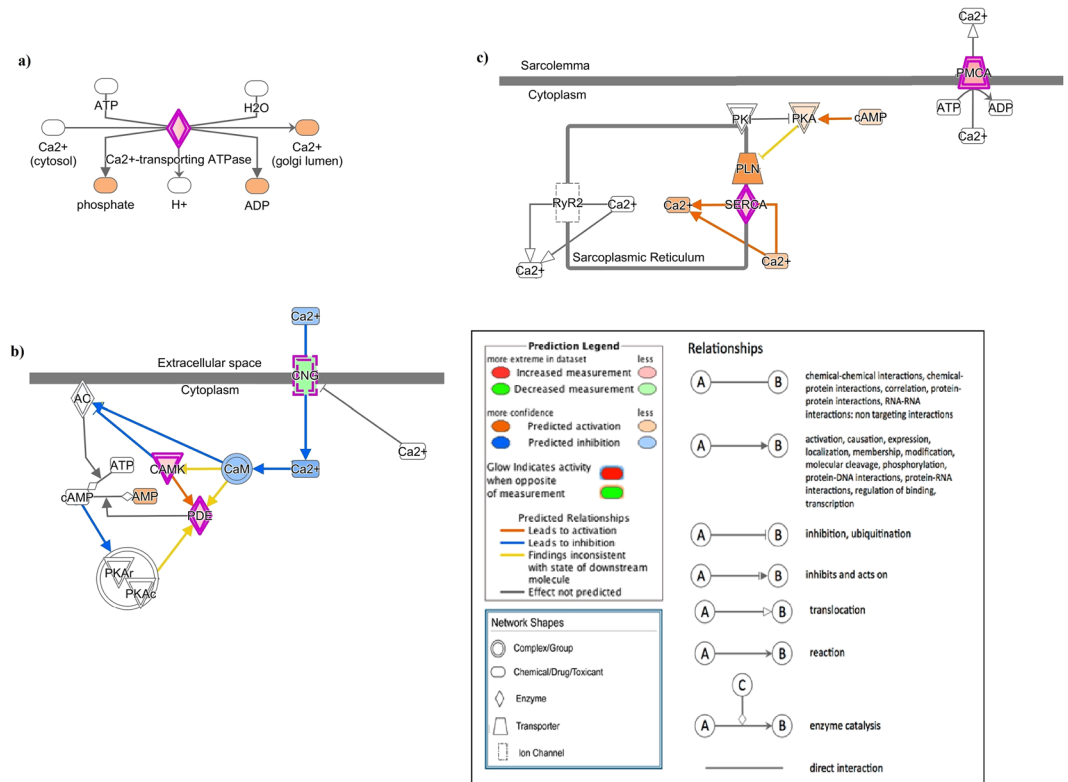 a)
ATP
H2O
Ca2+
(cytosol)
Ca2+-transporting ATPase
Ca2+
(golgi lumen)
phosphate
H+
ADP
c)
Sarcolemma
Cytoplasm
Ca2+
PMCA
ATP
ADP
Ca2+
PKI
PKA
cAMP
PLN
RyR2
Ca2+
Ca2+
SERCA
Ca2+
Ca2+
Sarcoplasmic Reticulum
b)
Ca2+
Extracellular space
Cytoplasm
CNG
AC
Ca2+
ATP
CAMK
CaM
Ca2+
cAMP
AMP
PDE
PKAr
PKAc
Prediction Legend
more extreme in dataset
less
Increased measurement
Decreased measurement
more confidence
less
Predicted activation
Predicted inhibition
Glow Indicates activity
when opposite
of measurement
Predicted Relationships
Leads to activation
Leads to inhibition
Findings inconsistent
with state of downstream
molecule
Effect not predicted
Network Shapes
Complex/Group
Chemical/Drug/Toxicant
Enzyme
Transporter
Ion Channel
Relationships
A
B
chemical-chemical interactions, chemical-
protein interactions, correlation, protein-
protein interactions, RNA-RNA
interactions: non targeting interactions
A
B
activation, causation, expression,
localization, membership, modification,
molecular cleavage, phosphorylation,
protein-DNA interactions, protein-RNA
interactions, regulation of binding,
transcription
A
B
inhibition, ubiquitination
A
B
inhibits and acts on
A
B
translocation
A
B
reaction
C
A
B
enzyme catalysis
direct interaction